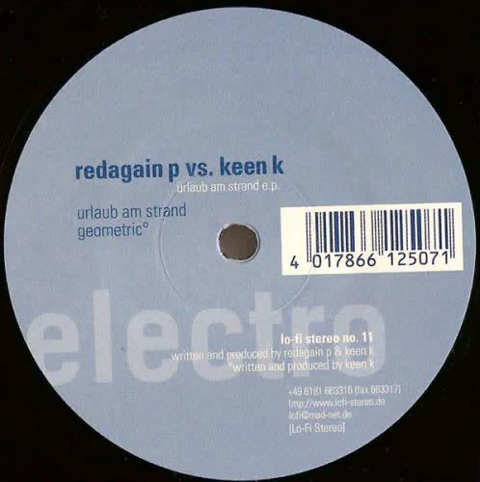 redagain p vs. keen k
urlaub am strand e.p.
urlaub am strand
geometric°
4 017866 125071
electro
lo-fi stereo no. 11
written and produced by redagain p & keen k
°written and produced by keen k
+49 6181 663316 (fax 663317)
http://www.lofi-stereo.de
lofi@mad-net.de
[Lo-Fi Stereo]